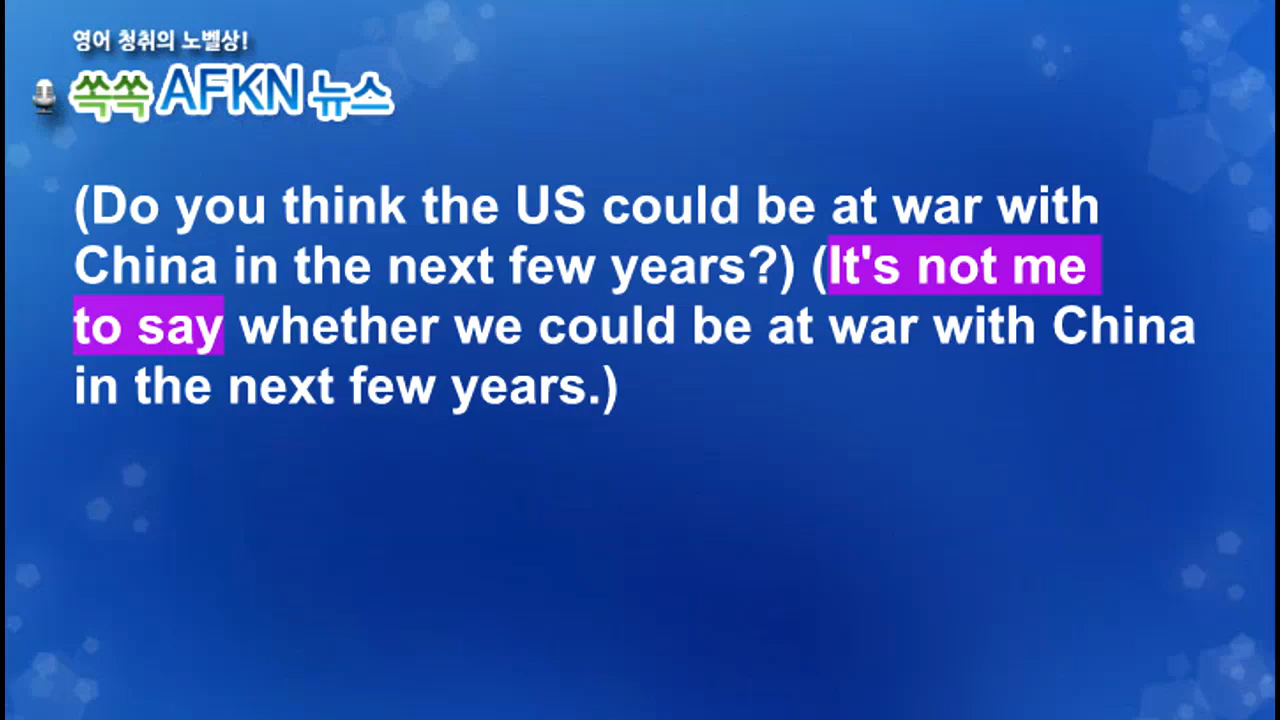 영어 청취의 노벨상!
쏙쏙 AFKN 뉴스
(Do you think the US could be at war with
China in the next few years?) (It's not me
to say whether we could be at war with China
in the next few years.)